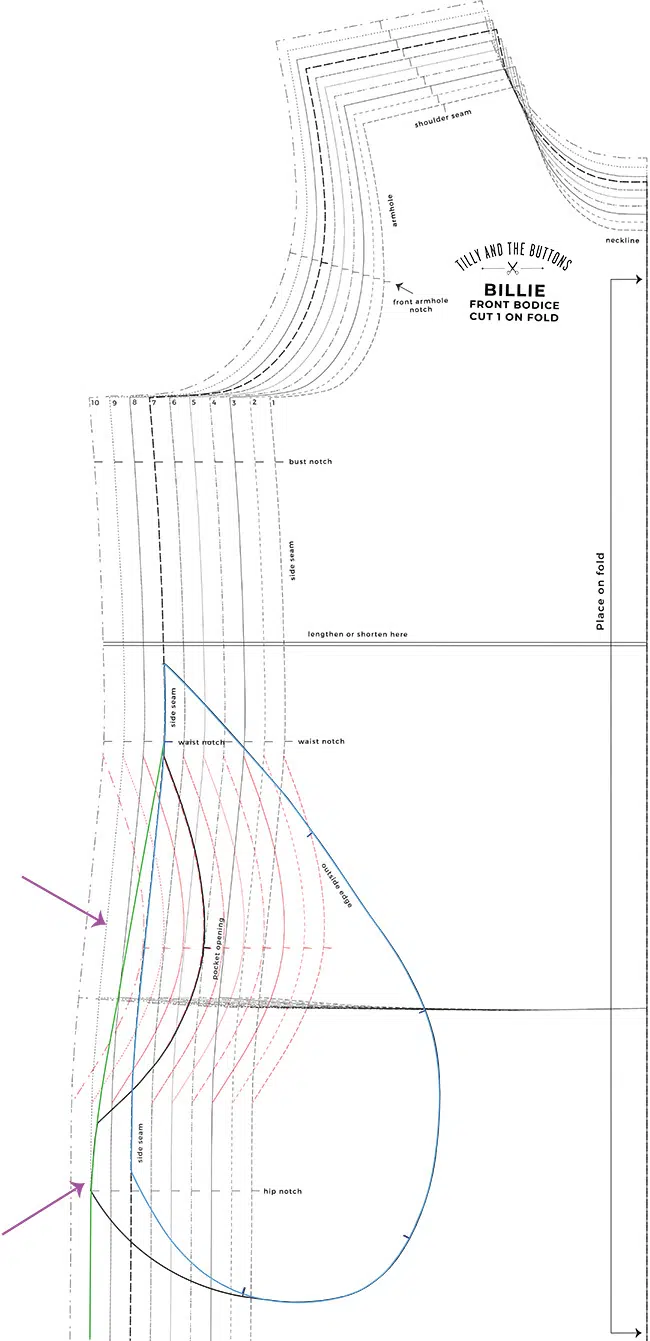 shoulder seam
armhole
neckline
TILLY AND THE BUTTONS
BILLIE
FRONT BODICE
CUT 1 ON FOLD
front armhole
notch
10 9 8 7 6 5 4 3 2 1
bust notch
side seam
Place on fold
lengthen or shorten here
side seam
waist notch
waist notch
outside edge
pocket opening
side seam
hip notch